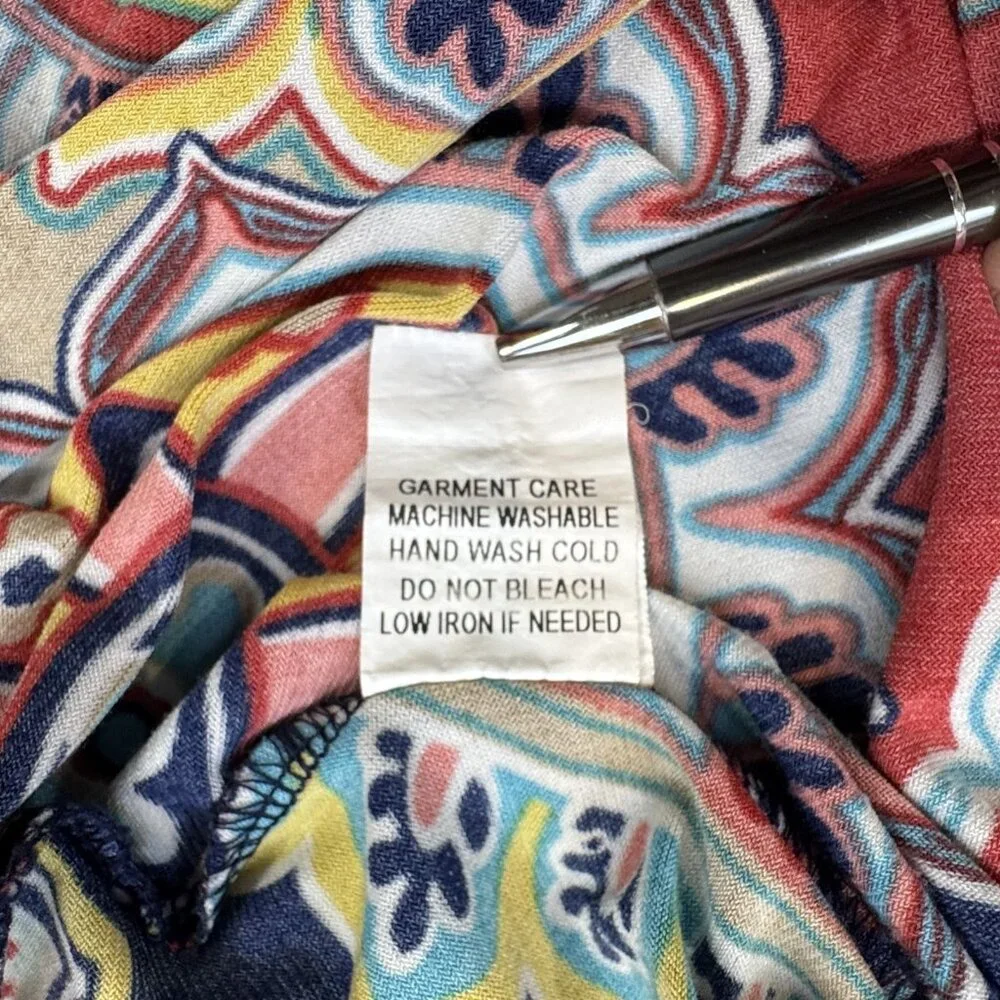 GARMENT CARE
MACHINE WASHABLE
HAND WASH COLD
DO NOT BLEACH
LOW IRON IF NEEDED